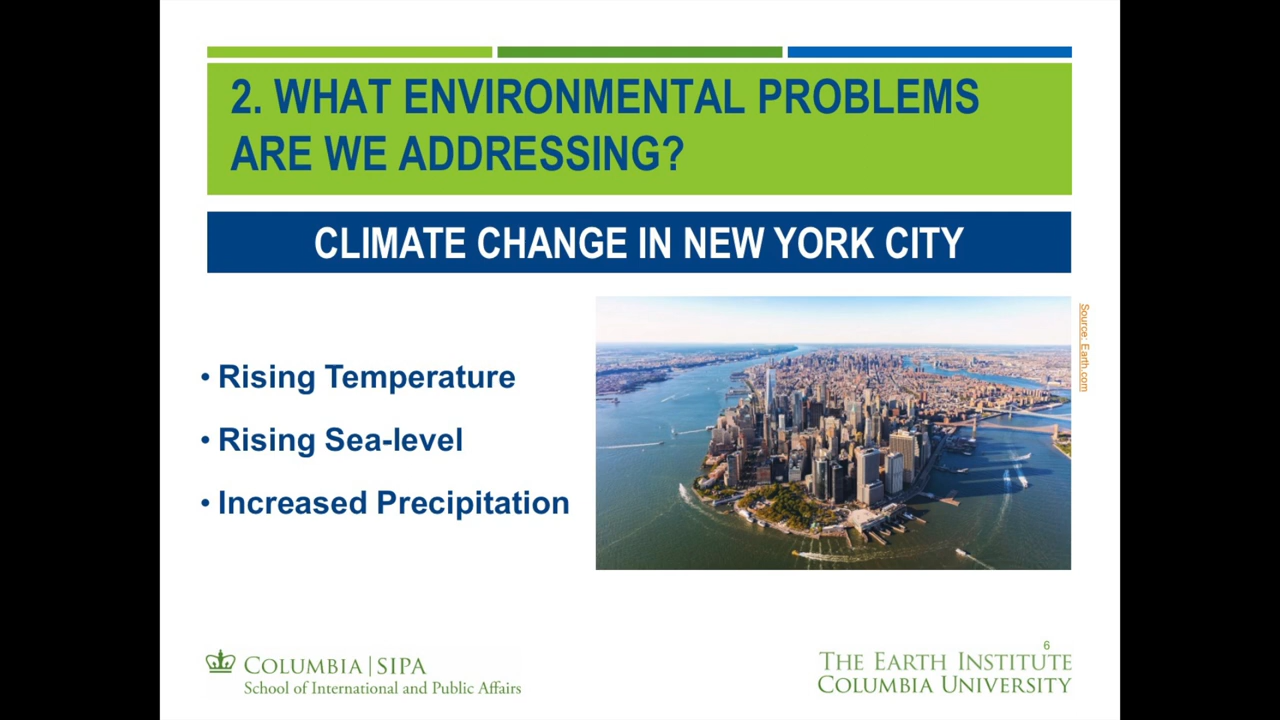 2. WHAT ENVIRONMENTAL PROBLEMS
ARE WE ADDRESSING?
CLIMATE CHANGE IN NEW YORK CITY
• Rising Temperature
• Rising Sea-level
• Increased Precipitation
Source: Earth.com
COLUMBIA | SIPA
School of International and Public Affairs
6
THE EARTH INSTITUTE
COLUMBIA UNIVERSITY